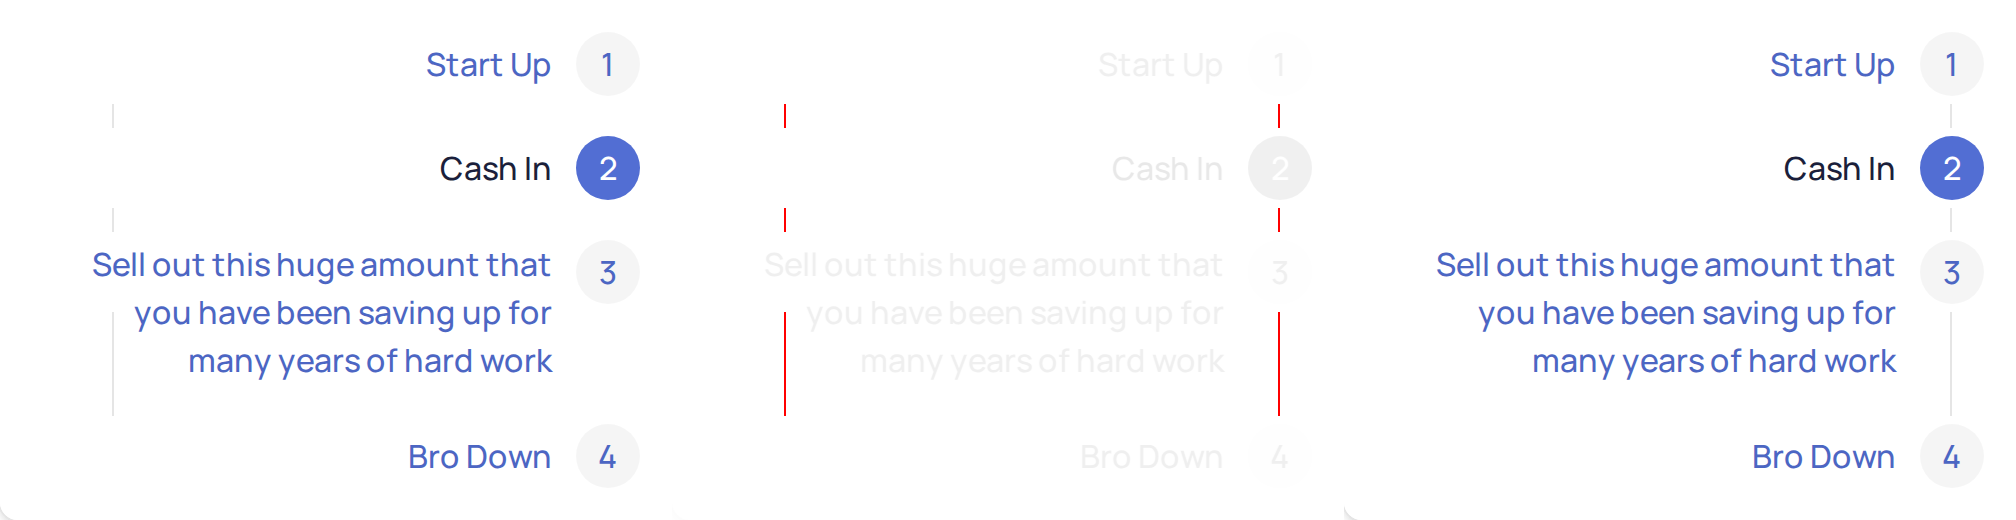 Start Up 1
Cash In 2
Sell out this huge amount that 3
you have been saving up for
many years of hard work
Bro Down 4
Start Up 1
Cash In 2
Sell out this huge amount that 3
you have been saving up for
many years of hard work
Bro Down 4
Start Up 1
Cash In 2
Sell out this huge amount that 3
you have been saving up for
many years of hard work
Bro Down 4